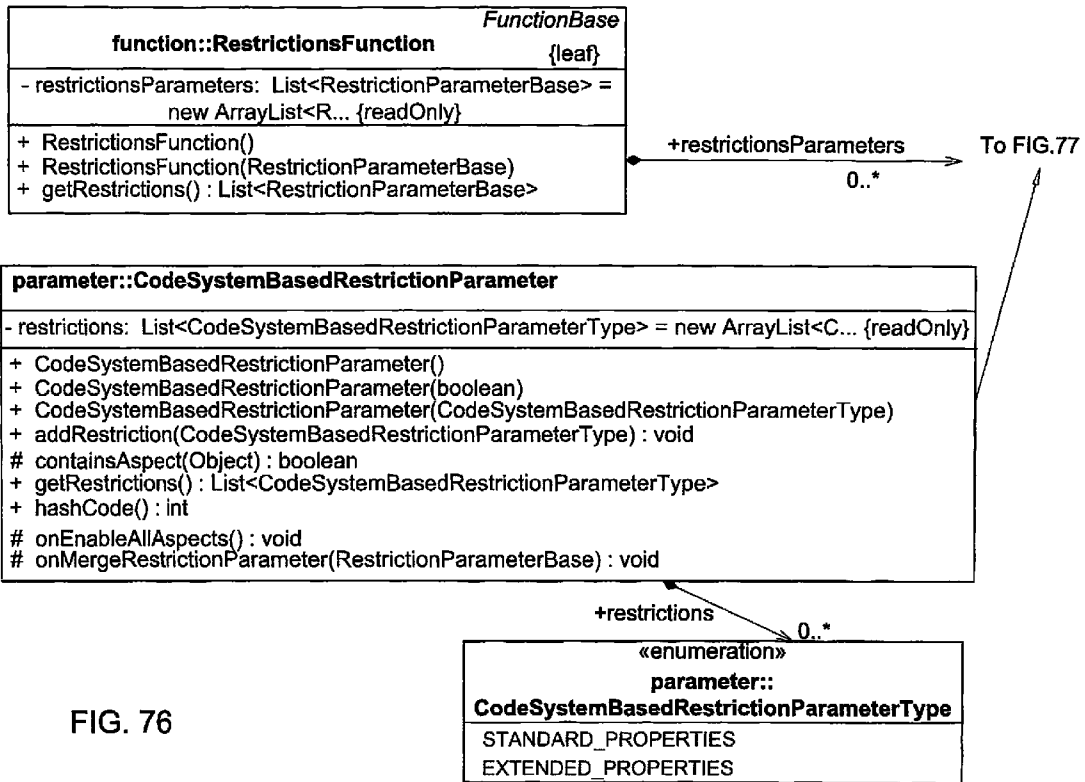 FunctionBase
function::RestrictionsFunction
{leaf}
- restrictionsParameters: List<RestrictionParameterBase> =
new ArrayList<R... {readOnly}
+ RestrictionsFunction()
+ RestrictionsFunction(RestrictionParameterBase)
+ getRestrictions() : List<RestrictionParameterBase>
+restrictionsParameters
0..*
To FIG.77
parameter::CodeSystemBasedRestrictionParameter
- restrictions: List<CodeSystemBasedRestrictionParameterType> = new ArrayList<C... {readOnly}
+ CodeSystemBasedRestrictionParameter()
+ CodeSystemBasedRestrictionParameter(boolean)
+ CodeSystemBasedRestrictionParameter(CodeSystemBasedRestrictionParameterType)
+ addRestriction(CodeSystemBasedRestrictionParameterType) : void
# containsAspect(Object) : boolean
+ getRestrictions() : List<CodeSystemBasedRestrictionParameterType>
+ hashCode() : int
# onEnableAllAspects() : void
# onMergeRestrictionParameter(RestrictionParameterBase) : void
+restrictions
0..*
«enumeration»
parameter::
CodeSystemBasedRestrictionParameterType
STANDARD_PROPERTIES
EXTENDED_PROPERTIES
FIG. 76